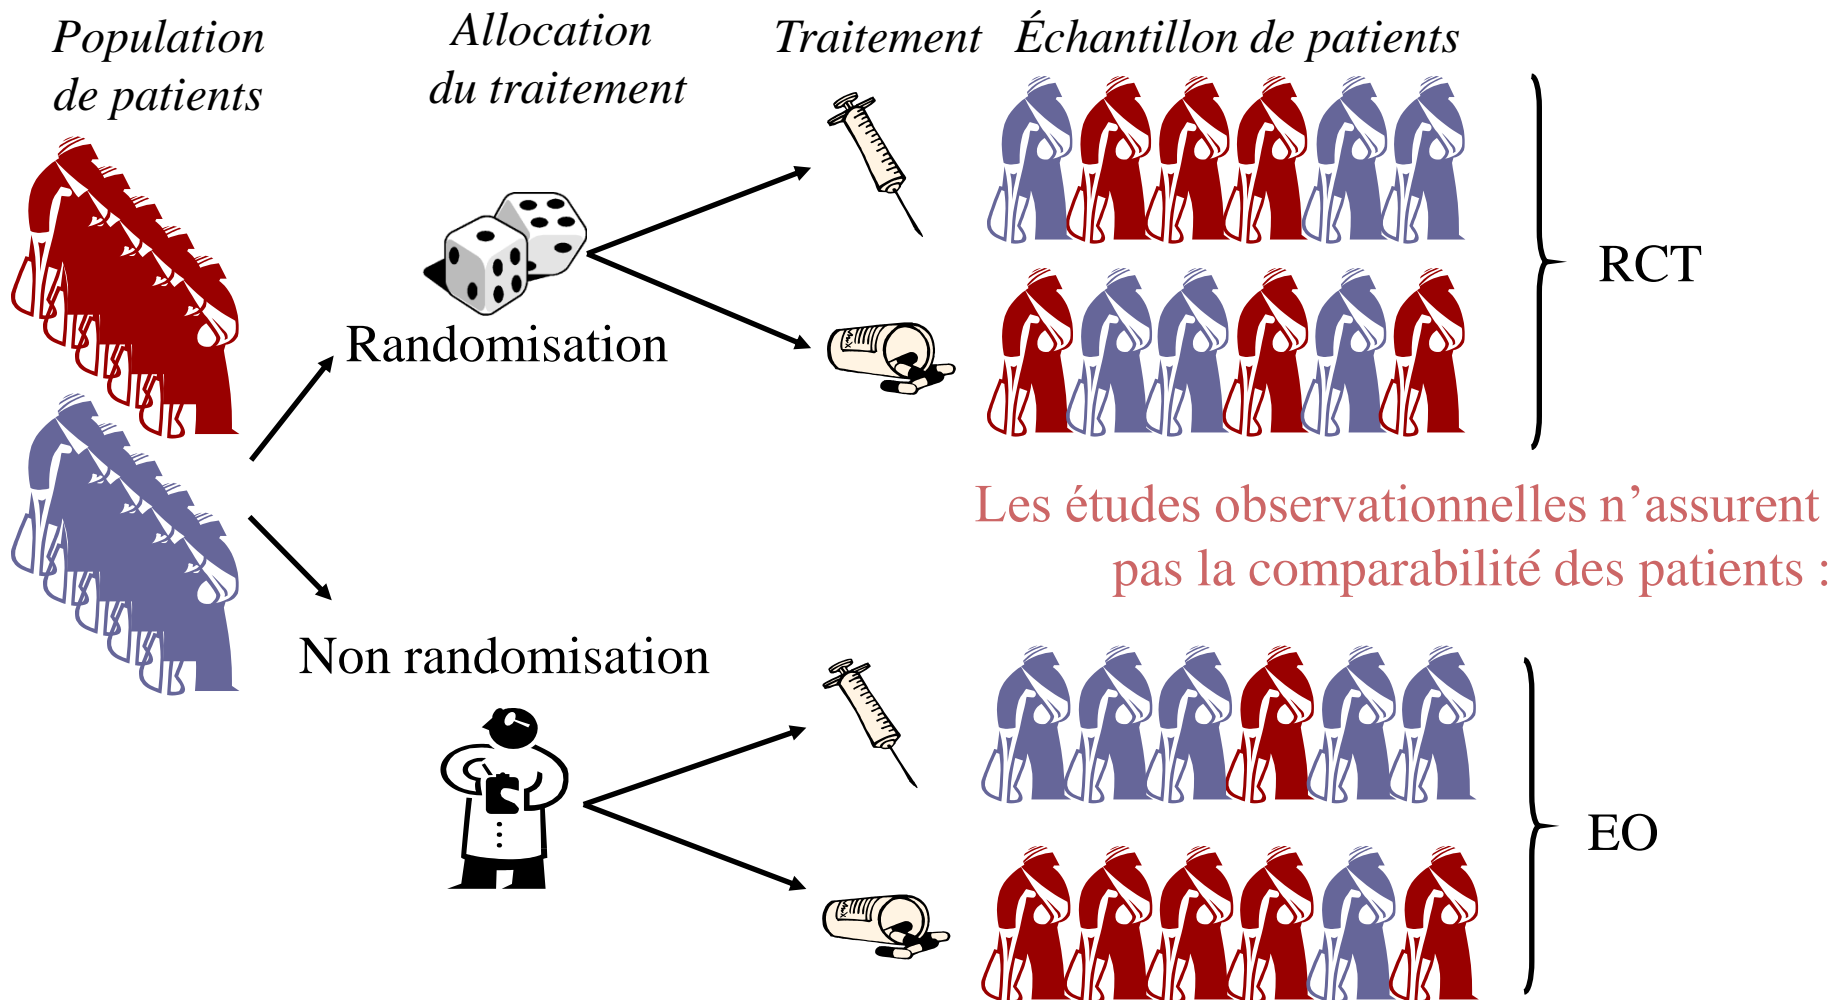 Population
de patients
Allocation
du traitement
Traitement
Échantillon de patients
Randomisation
RCT
Les études observationnelles n’assurent
pas la comparabilité des patients :
Non randomisation
EO